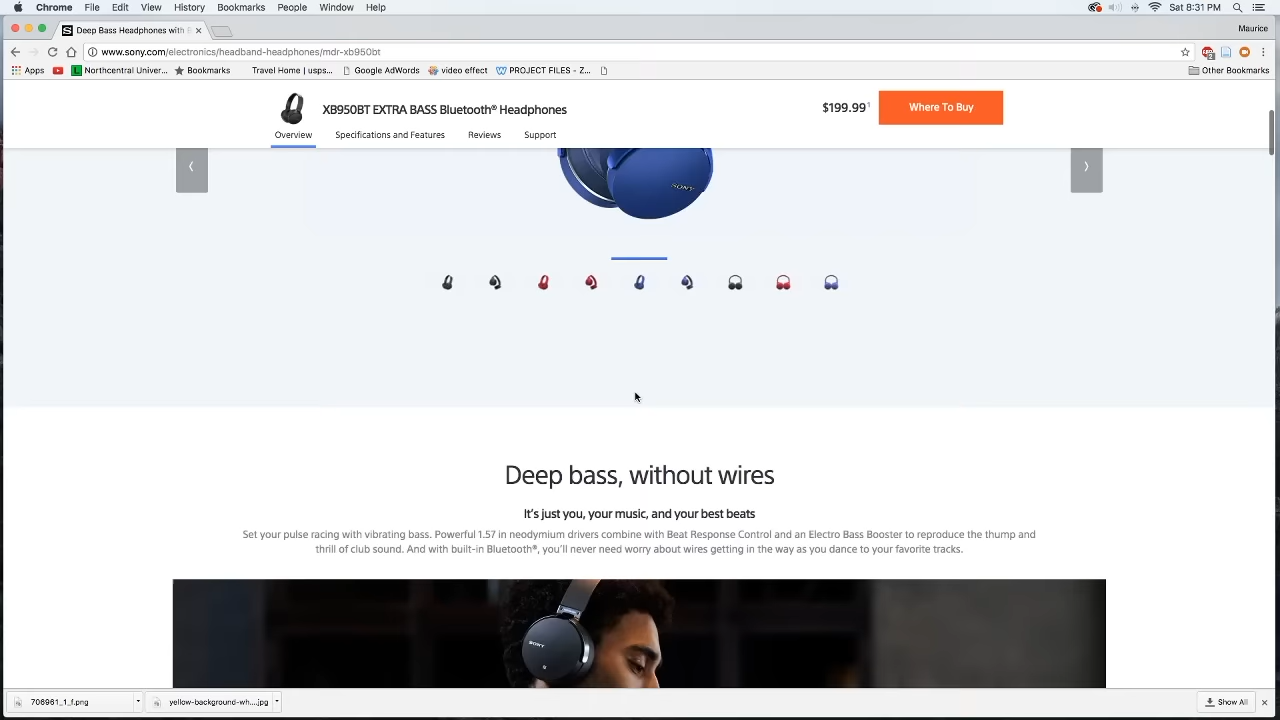 Chrome File Edit View History Bookmarks People Window Help Sat 8:31 PM
Deep Bass Headphones with
Maurice
www.sony.com/electronics/headband-headphones/mdr-xb950bt
Apps Northcentral Univer... Bookmarks Travel Home | usps... Google AdWords video effect PROJECT FILES - Z... Other Bookmarks
XB950BT EXTRA BASS Bluetooth® Headphones
$199.99¹ Where To Buy
Overview Specifications and Features Reviews Support
SONY
Deep bass, without wires
It's just you, your music, and your best beats
Set your pulse racing with vibrating bass. Powerful 1.57 in neodymium drivers combine with Beat Response Control and an Electro Bass Booster to reproduce the thump and
thrill of club sound. And with built-in Bluetooth®, you'll never need worry about wires getting in the way as you dance to your favorite tracks.
SONY
706961_1_f.png yellow-background-wh....jpg Show All